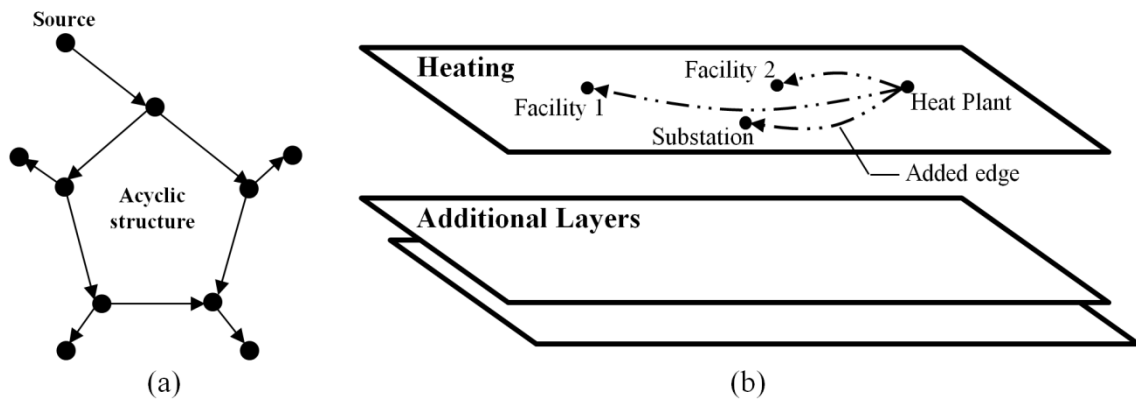 Source
Acyclic
structure
(a)
Heating
Facility 2
Facility 1
Heat Plant
Substation
Added edge
Additional Layers
(b)